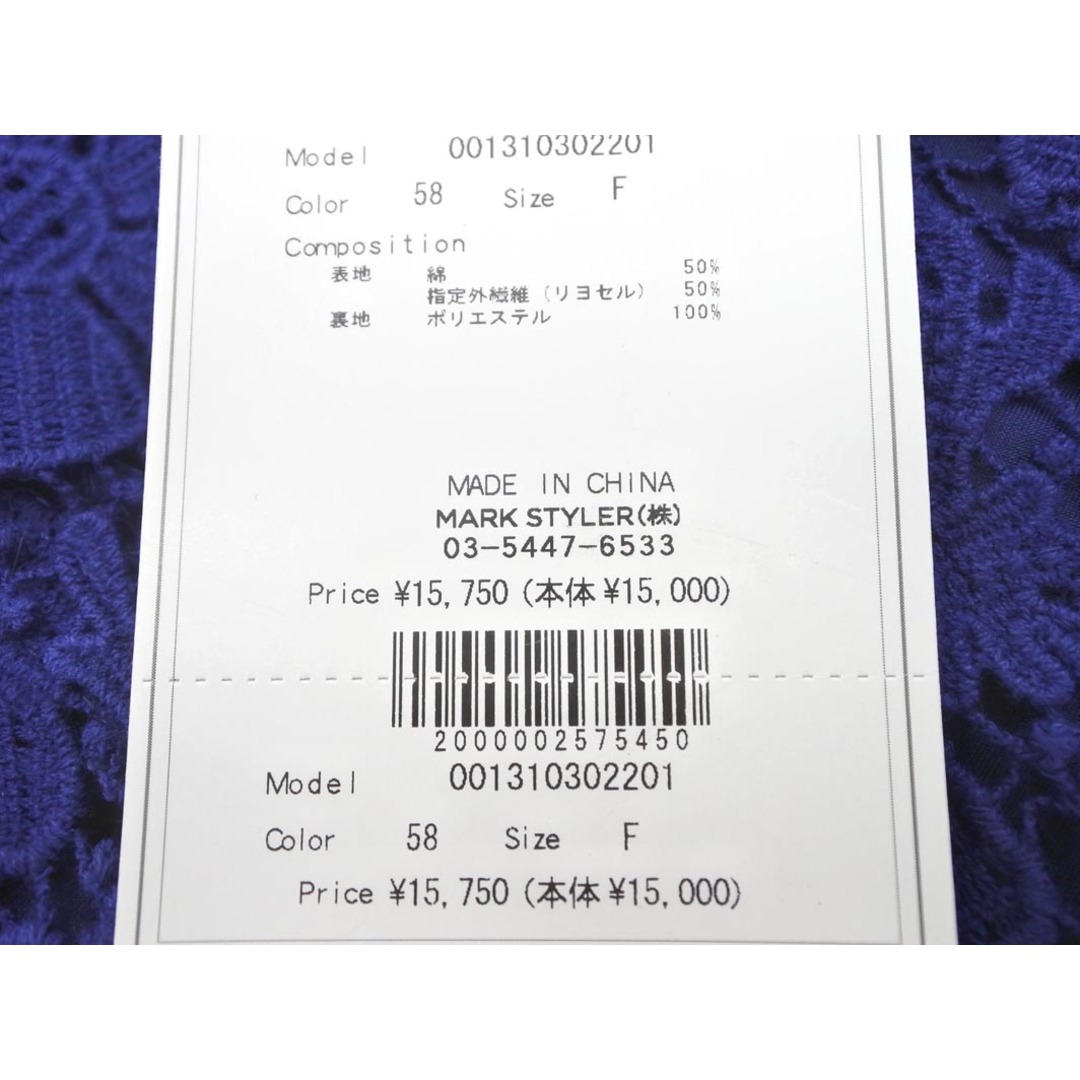 Model 001310302201
Color 58 Size F
Composition
表地 綿 50%
指定外繊維 (リヨセル) 50%
裏地 ポリエステル 100%
MADE IN CHINA
MARK STYLER(株)
03-5447-6533
Price ¥15,750 (本体 ¥15,000)
2000002575450
Model 001310302201
Color 58 Size F
Price ¥15,750 (本体 ¥15,000)